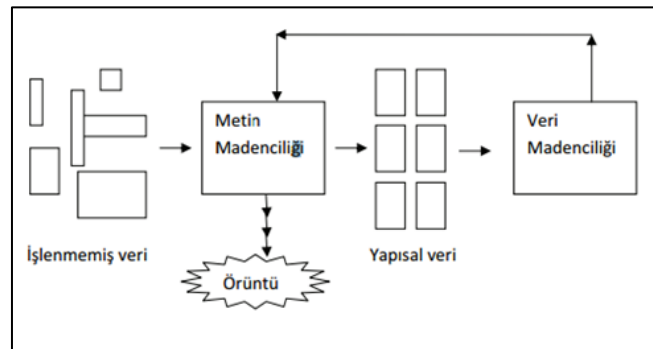 Metin
Madenciliği
Veri
Madenciliği
İşlenmemiş veri
Yapısal veri
Örüntü